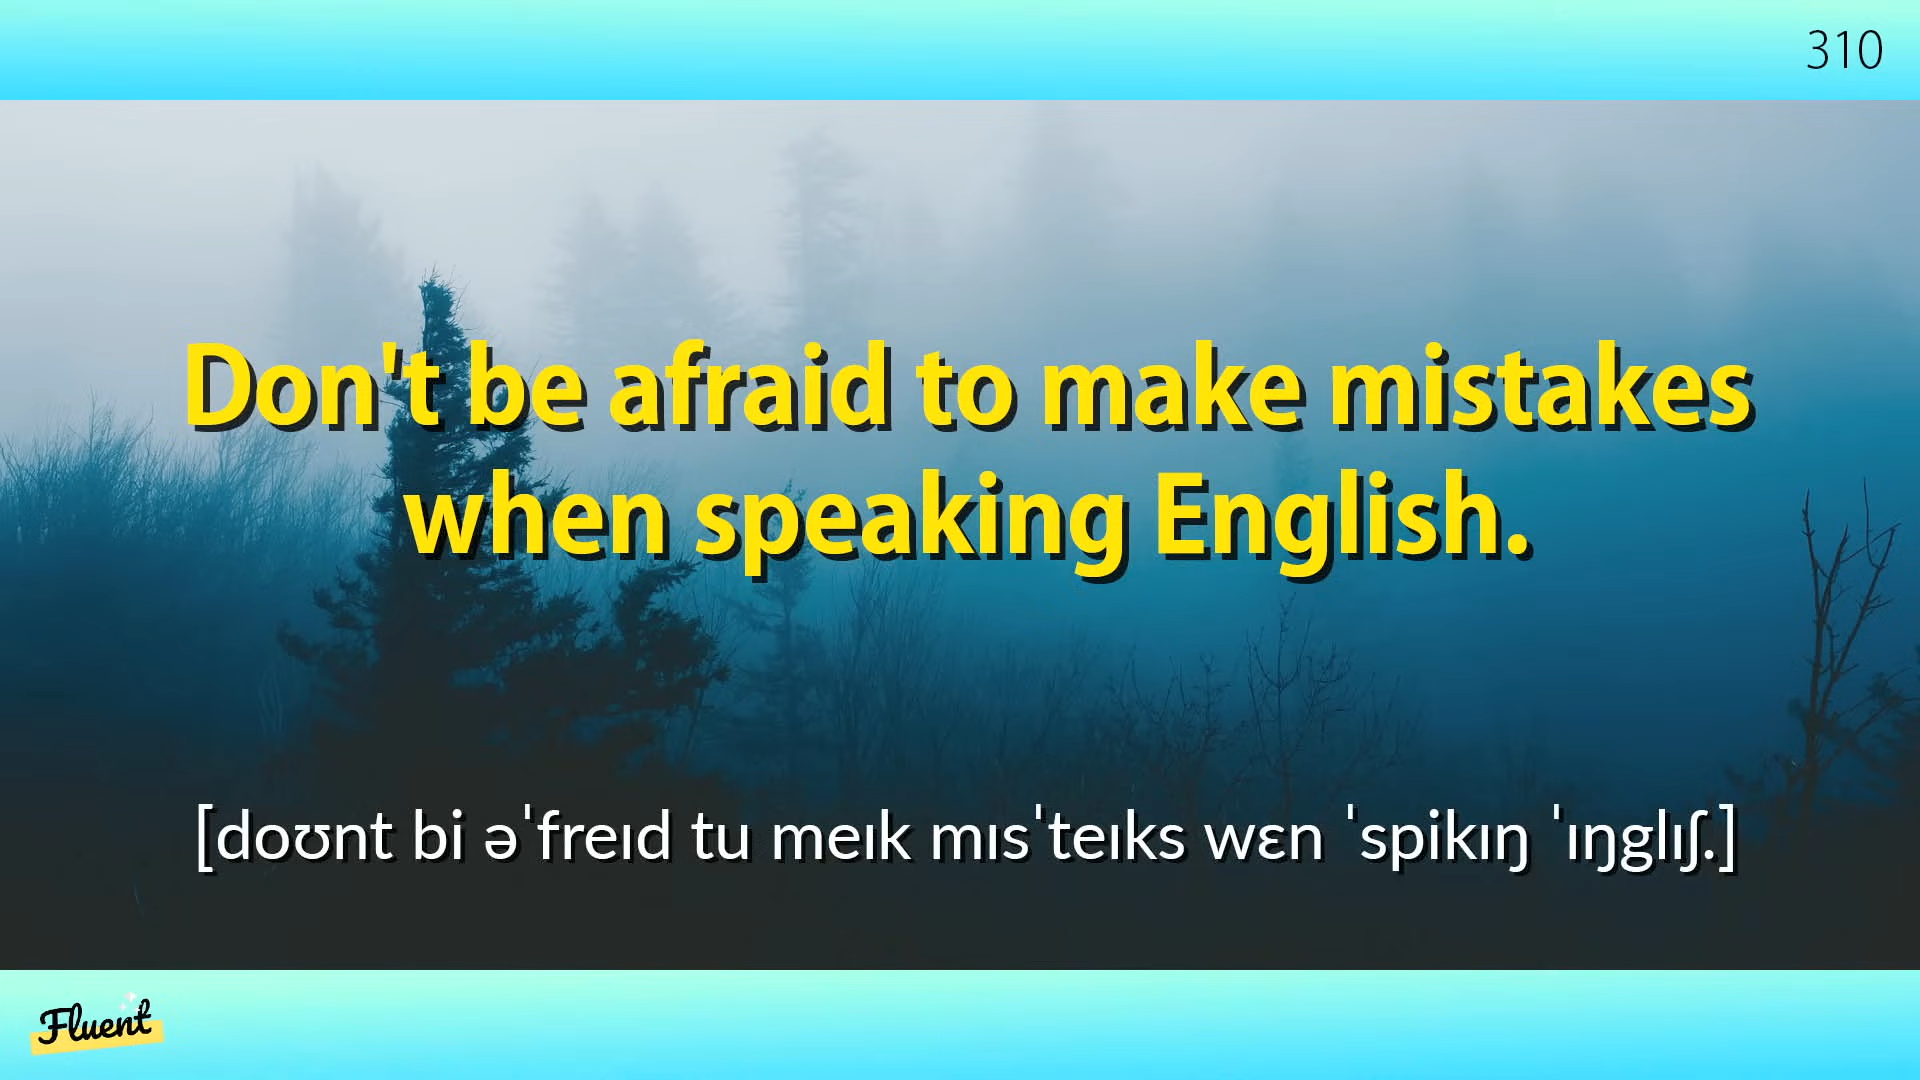 310
Don't be afraid to make mistakes
when speaking English.
[doʊnt bi əˈfreɪd tu meɪk mɪsˈteɪks wɛn ˈspikɪŋ ˈɪŋglɪʃ.]
Fluent